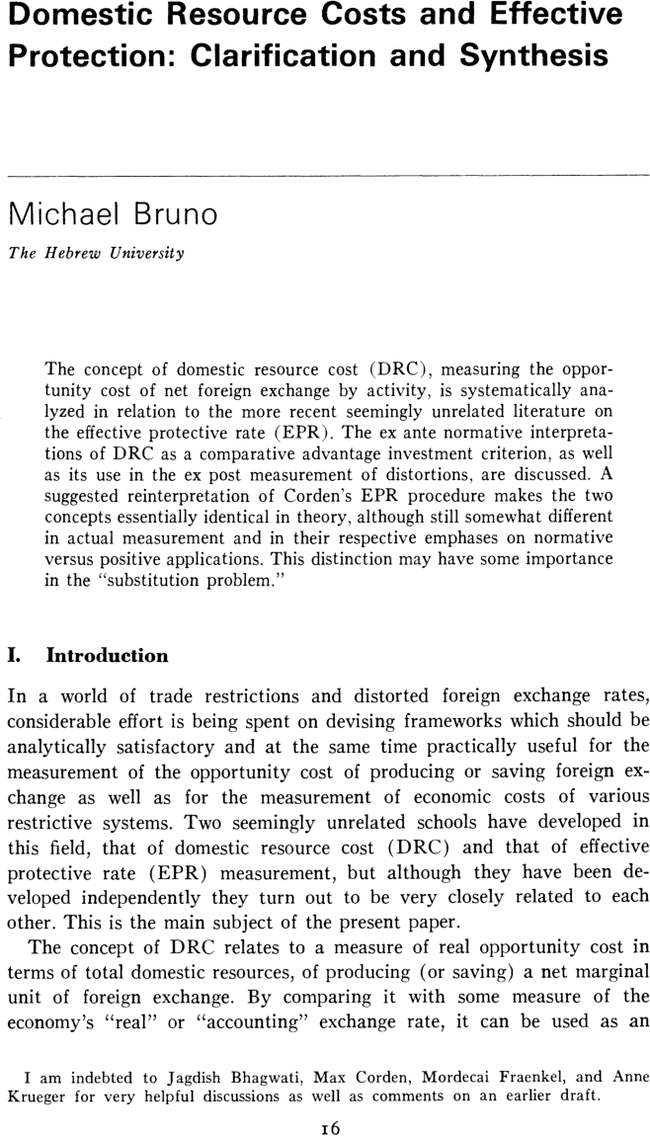 Domestic Resource Costs and Effective
Protection: Clarification and Synthesis
Michael Bruno
The Hebrew University
The concept of domestic resource cost (DRC), measuring the oppor-
tunity cost of net foreign exchange by activity, is systematically ana-
lyzed in relation to the more recent seemingly unrelated literature on
the effective protective rate (EPR). The ex ante normative interpreta-
tions of DRC as a comparative advantage investment criterion, as well
as its use in the ex post measurement of distortions, are discussed. A
suggested reinterpretation of Corden's EPR procedure makes the two
concepts essentially identical in theory, although still somewhat different
in actual measurement and in their respective emphases on normative
versus positive applications. This distinction may have some importance
in the “substitution problem.”
I. Introduction
In a world of trade restrictions and distorted foreign exchange rates,
considerable effort is being spent on devising frameworks which should be
analytically satisfactory and at the same time practically useful for the
measurement of the opportunity cost of producing or saving foreign ex-
change as well as for the measurement of economic costs of various
restrictive systems. Two seemingly unrelated schools have developed in
this field, that of domestic resource cost (DRC) and that of effective
protective rate (EPR) measurement, but although they have been de-
veloped independently they turn out to be very closely related to each
other. This is the main subject of the present paper.
The concept of DRC relates to a measure of real opportunity cost in
terms of total domestic resources, of producing (or saving) a net marginal
unit of foreign exchange. By comparing it with some measure of the
economy's “real” or “accounting” exchange rate, it can be used as an
I am indebted to Jagdish Bhagwati, Max Corden, Mordecai Fraenkel, and Anne
Krueger for very helpful discussions as well as comments on an earlier draft.
16